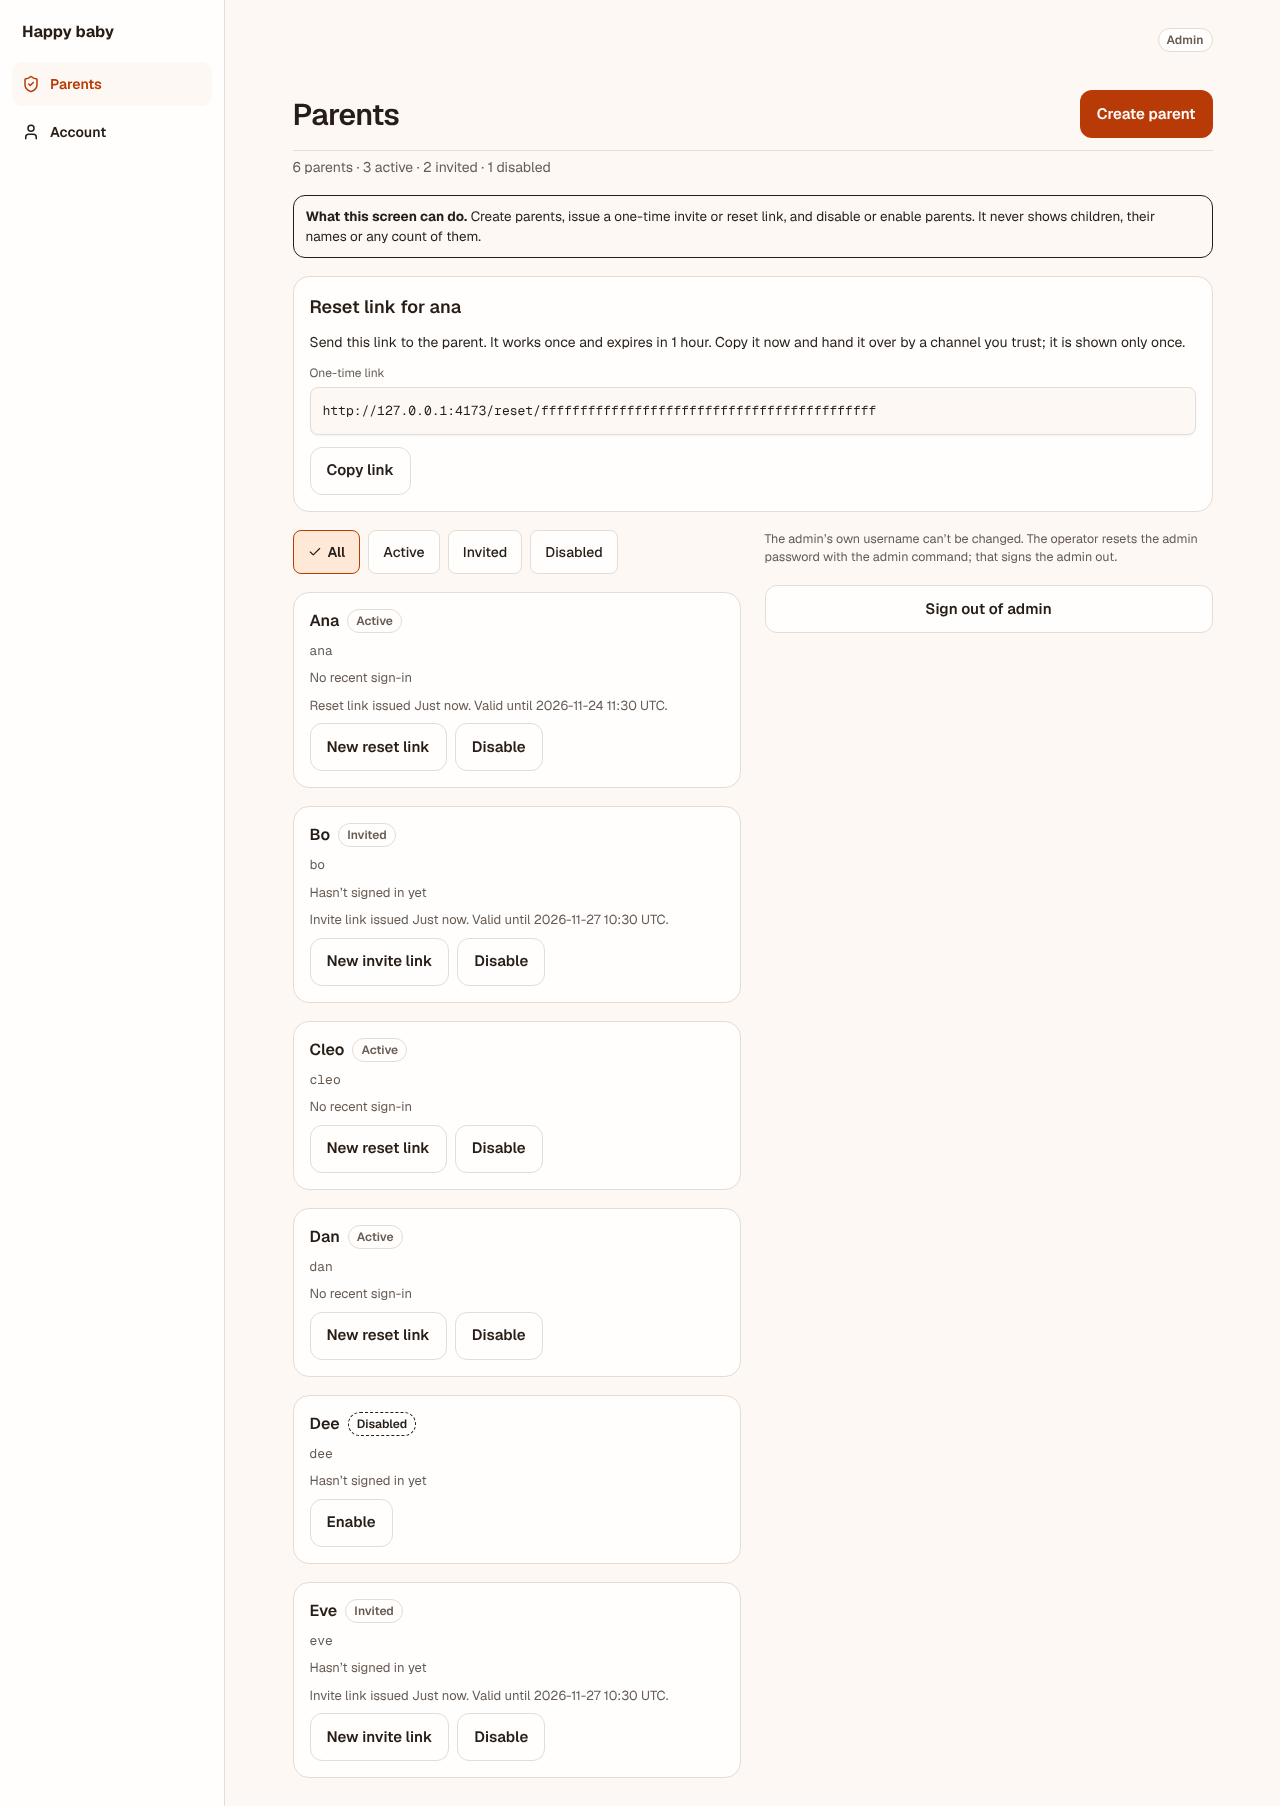 Happy baby
Parents
Account
Admin
Parents
Create parent
6 parents · 3 active · 2 invited · 1 disabled
What this screen can do. Create parents, issue a one-time invite or reset link, and disable or enable parents. It never shows children, their
names or any count of them.
Reset link for ana
Send this link to the parent. It works once and expires in 1 hour. Copy it now and hand it over by a channel you trust; it is shown only once.
One-time link
http://127.0.0.1:4173/reset/fffffffffffffffffffffffffffffffffffffffffff
Copy link
All
Active
Invited
Disabled
The admin’s own username can’t be changed. The operator resets the admin
password with the admin command; that signs the admin out.
Sign out of admin
Ana
Active
ana
No recent sign-in
Reset link issued Just now. Valid until 2026-11-24 11:30 UTC.
New reset link
Disable
Bo
Invited
bo
Hasn’t signed in yet
Invite link issued Just now. Valid until 2026-11-27 10:30 UTC.
New invite link
Disable
Cleo
Active
cleo
No recent sign-in
New reset link
Disable
Dan
Active
dan
No recent sign-in
New reset link
Disable
Dee
Disabled
dee
Hasn’t signed in yet
Enable
Eve
Invited
eve
Hasn’t signed in yet
Invite link issued Just now. Valid until 2026-11-27 10:30 UTC.
New invite link
Disable